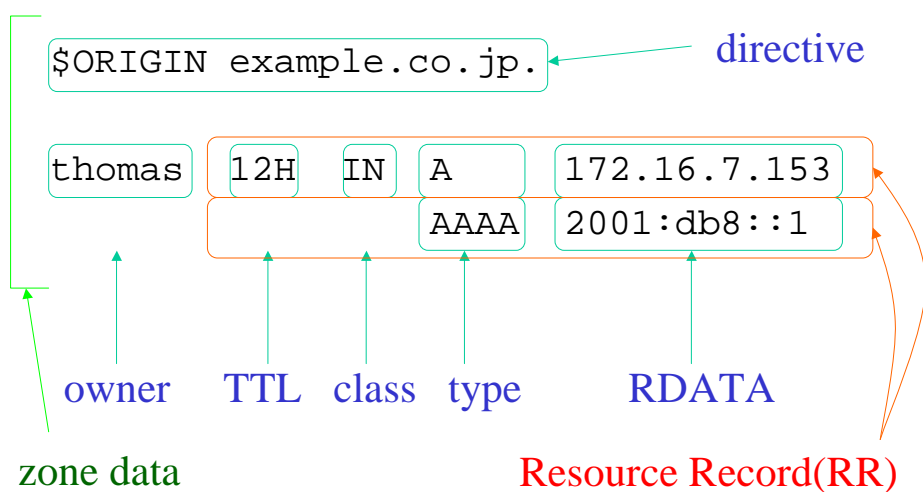 $ORIGIN example.co.jp.
directive
thomas 12H IN A 172.16.7.153
AAAA 2001:db8::1
owner TTL class type RDATA
zone data
Resource Record(RR)